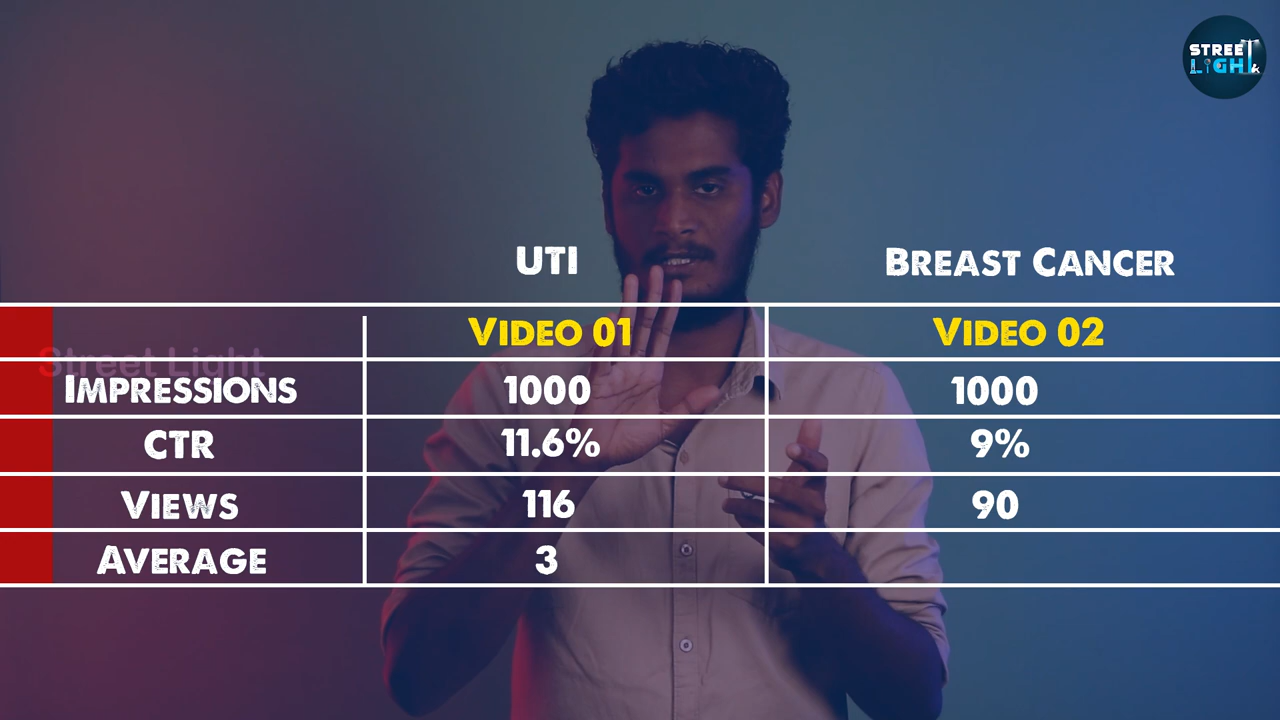 STREET
LIGHT
UTI BREAST CANCER
VIDEO 01 VIDEO 02
Street Light
IMPRESSIONS 1000 1000
CTR 11.6% 9%
VIEWS 116 90
AVERAGE 3